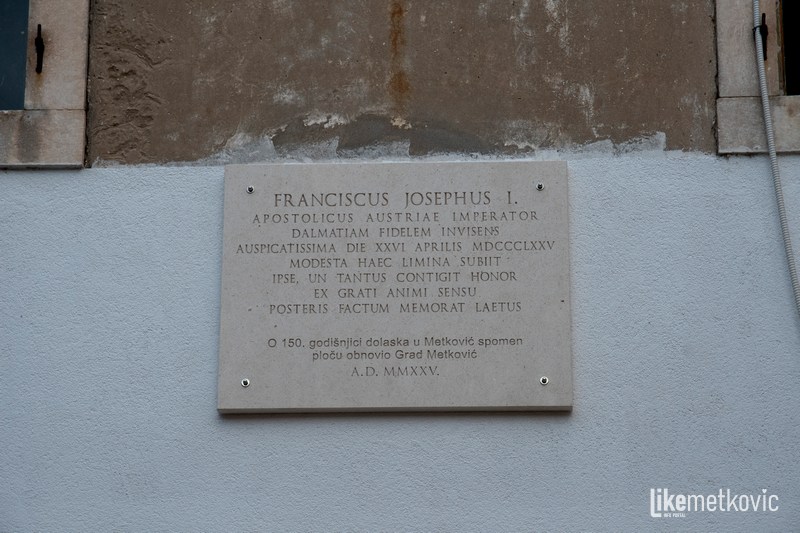 FRANCISCUS JOSEPHUS I.
APOSTOLICUS AUSTRIAE IMPERATOR
DALMATIAM FIDELEM INVISENS
AUSPICATISSIMA DIE XXVI APRILIS MDCCCLXXV
MODESTA HAEC LIMINA SUBIIT
IPSE, UN TANTUS CONTIGIT HONOR
EX GRATI ANIMI SENSU
POSTERIS FACTUM MEMORAT LAETUS
O 150. godišnjici dolaska u Metković spomen
ploču obnovio Grad Metković
A.D. MMXXV.
likemetkovic
INFO PORTAL